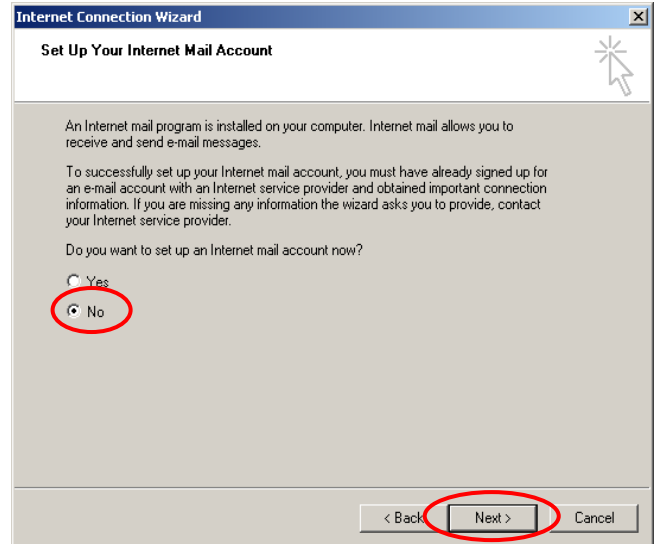 Internet Connection Wizard
Set Up Your Internet Mail Account
An Internet mail program is installed on your computer. Internet mail allows you to
receive and send e-mail messages.
To successfully set up your Internet mail account, you must have already signed up for
an e-mail account with an Internet service provider and obtained important connection
information. If you are missing any information the wizard asks you to provide, contact
your Internet service provider.
Do you want to set up an Internet mail account now?
Yes
No
< Back Next > Cancel